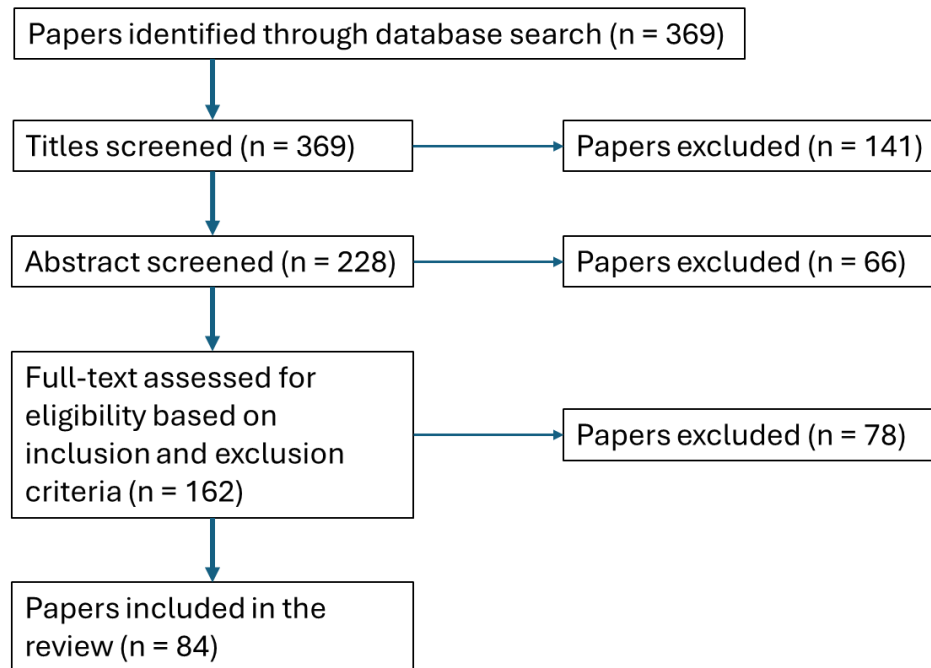 Papers identified through database search (n = 369)
Titles screened (n = 369)
Papers excluded (n = 141)
Abstract screened (n = 228)
Papers excluded (n = 66)
Full-text assessed for
eligibility based on
inclusion and exclusion
criteria (n = 162)
Papers excluded (n = 78)
Papers included in the
review (n = 84)